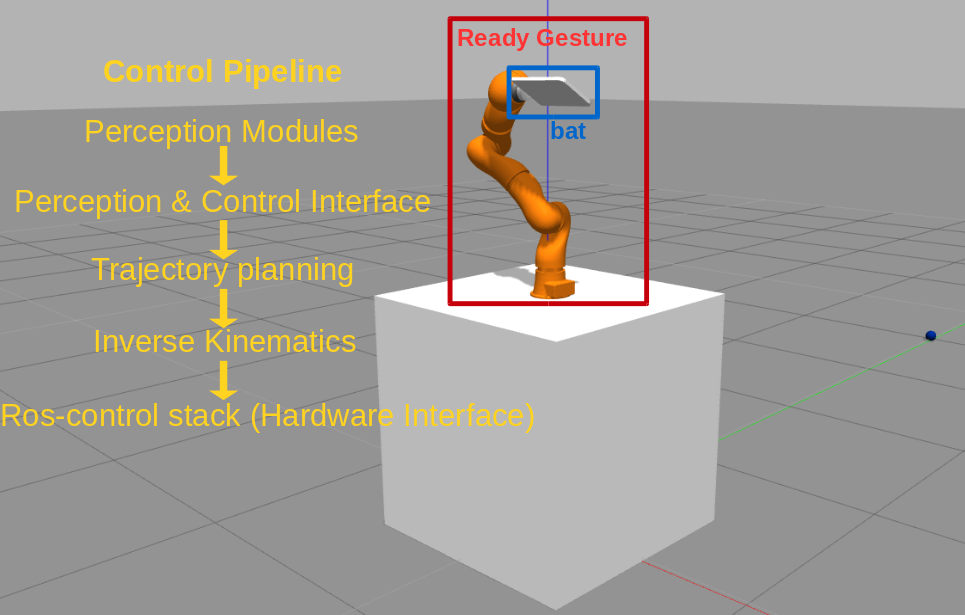 Control Pipeline
Perception Modules
Perception & Control Interface
Trajectory planning
Inverse Kinematics
Ros-control stack (Hardware Interface)
Ready Gesture
bat